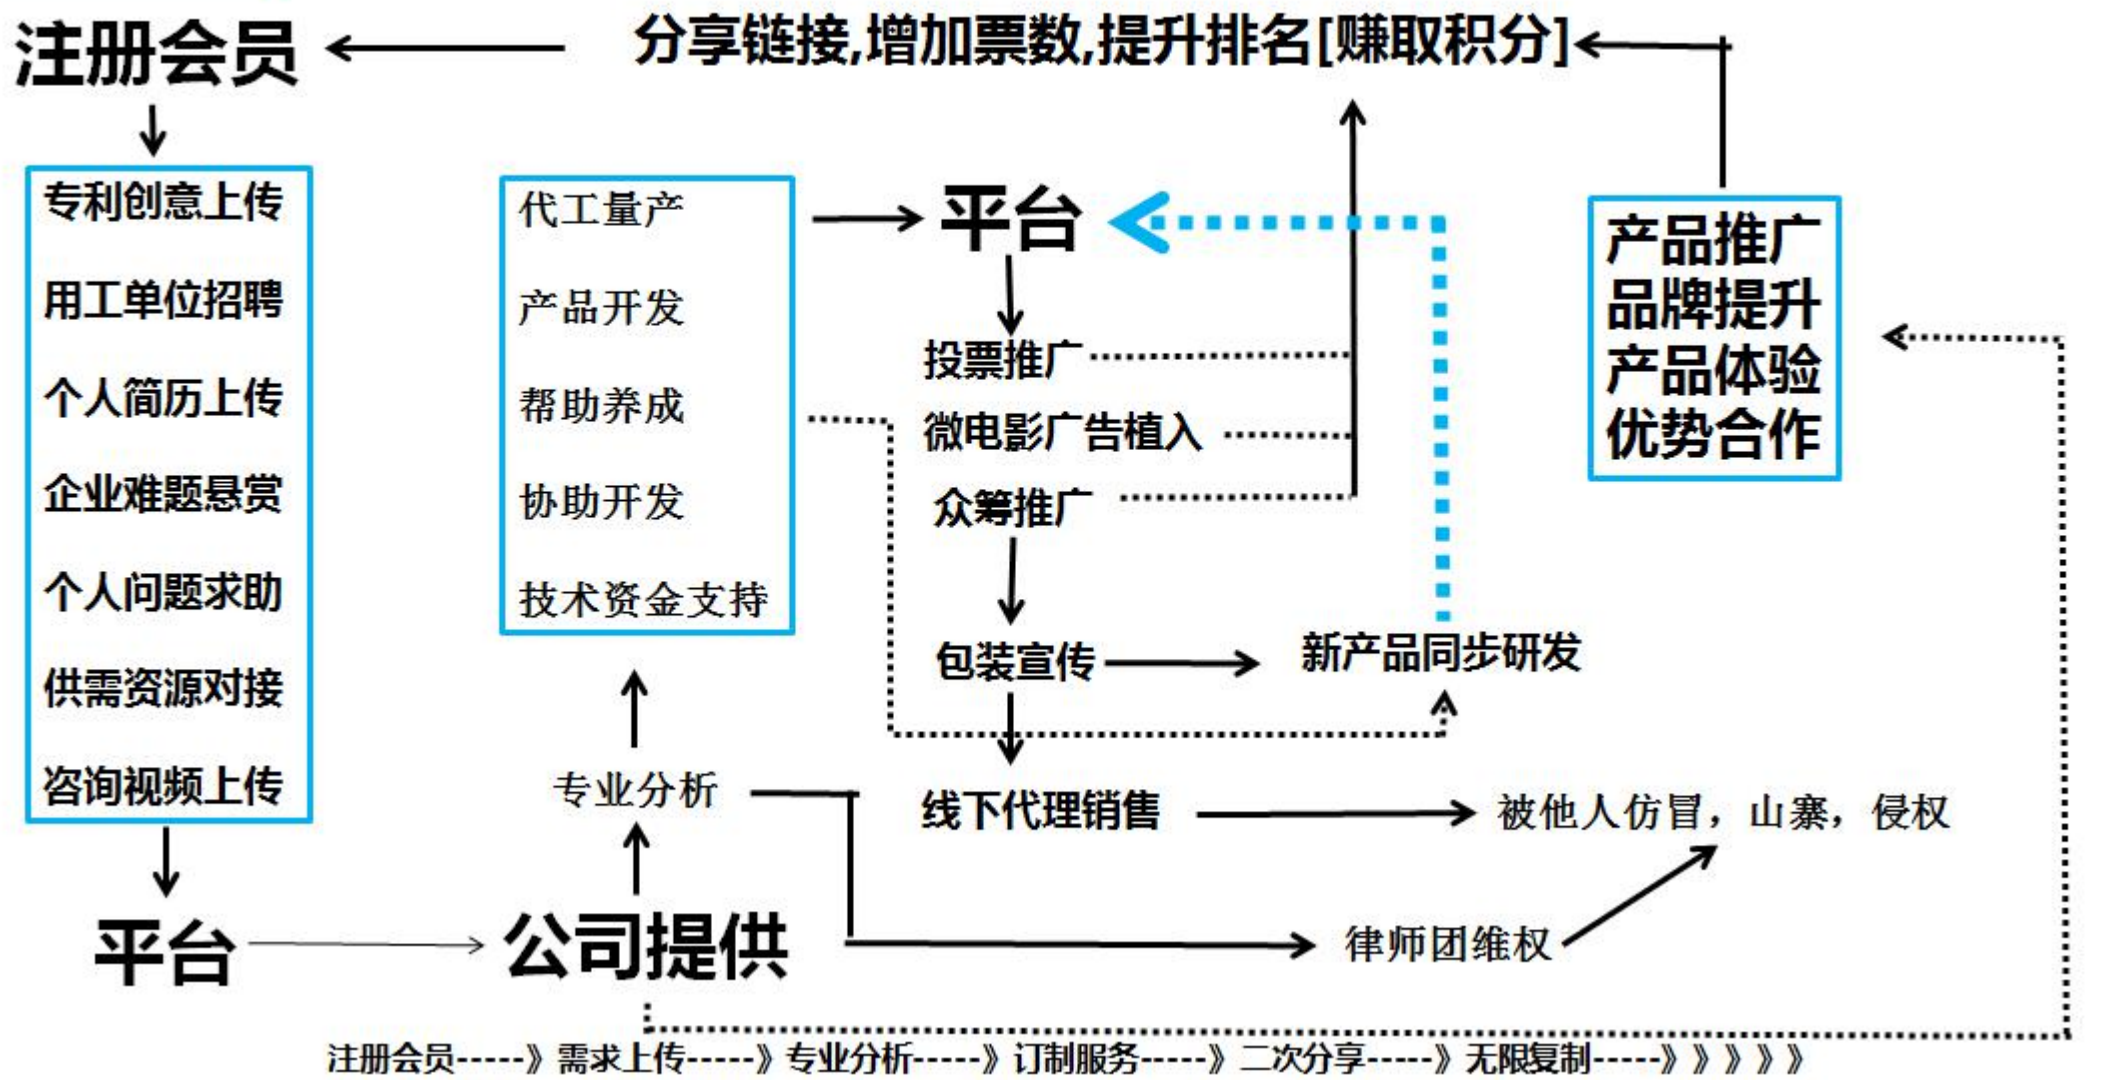 注册会员
分享链接,增加票数,提升排名[赚取积分]
专利创意上传
用工单位招聘
个人简历上传
企业难题悬赏
个人问题求助
供需资源对接
咨询视频上传
平台
公司提供
专业分析
代工量产
产品开发
帮助养成
协助开发
技术资金支持
平台
投票推广
微电影广告植入
众筹推广
包装宣传
新产品同步研发
线下代理销售
被他人仿冒，山寨，侵权
律师团维权
产品推广
品牌提升
产品体验
优势合作
注册会员-----》需求上传-----》专业分析-----》订制服务-----》二次分享-----》无限复制-----》》》》》》